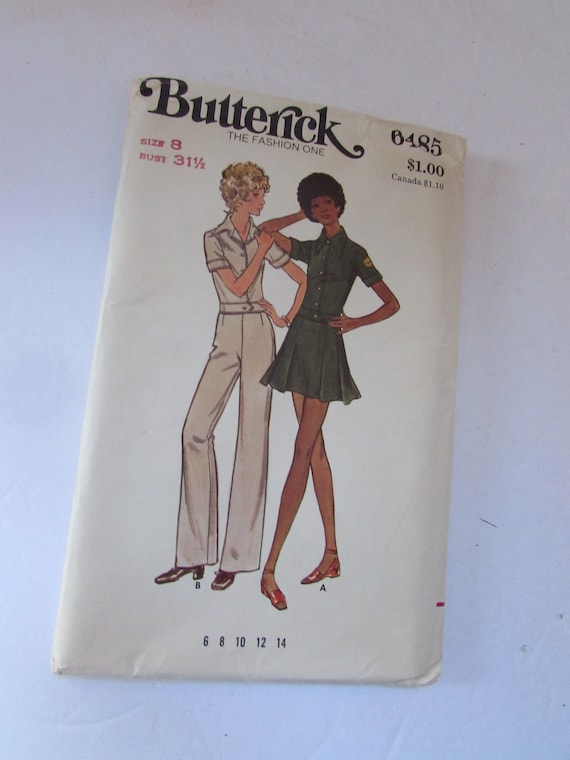 Butterick
THE FASHION ONE
6485
SIZE 8
BUST 31½
$1.00
Canada $1.10
B
A
6 8 10 12 14